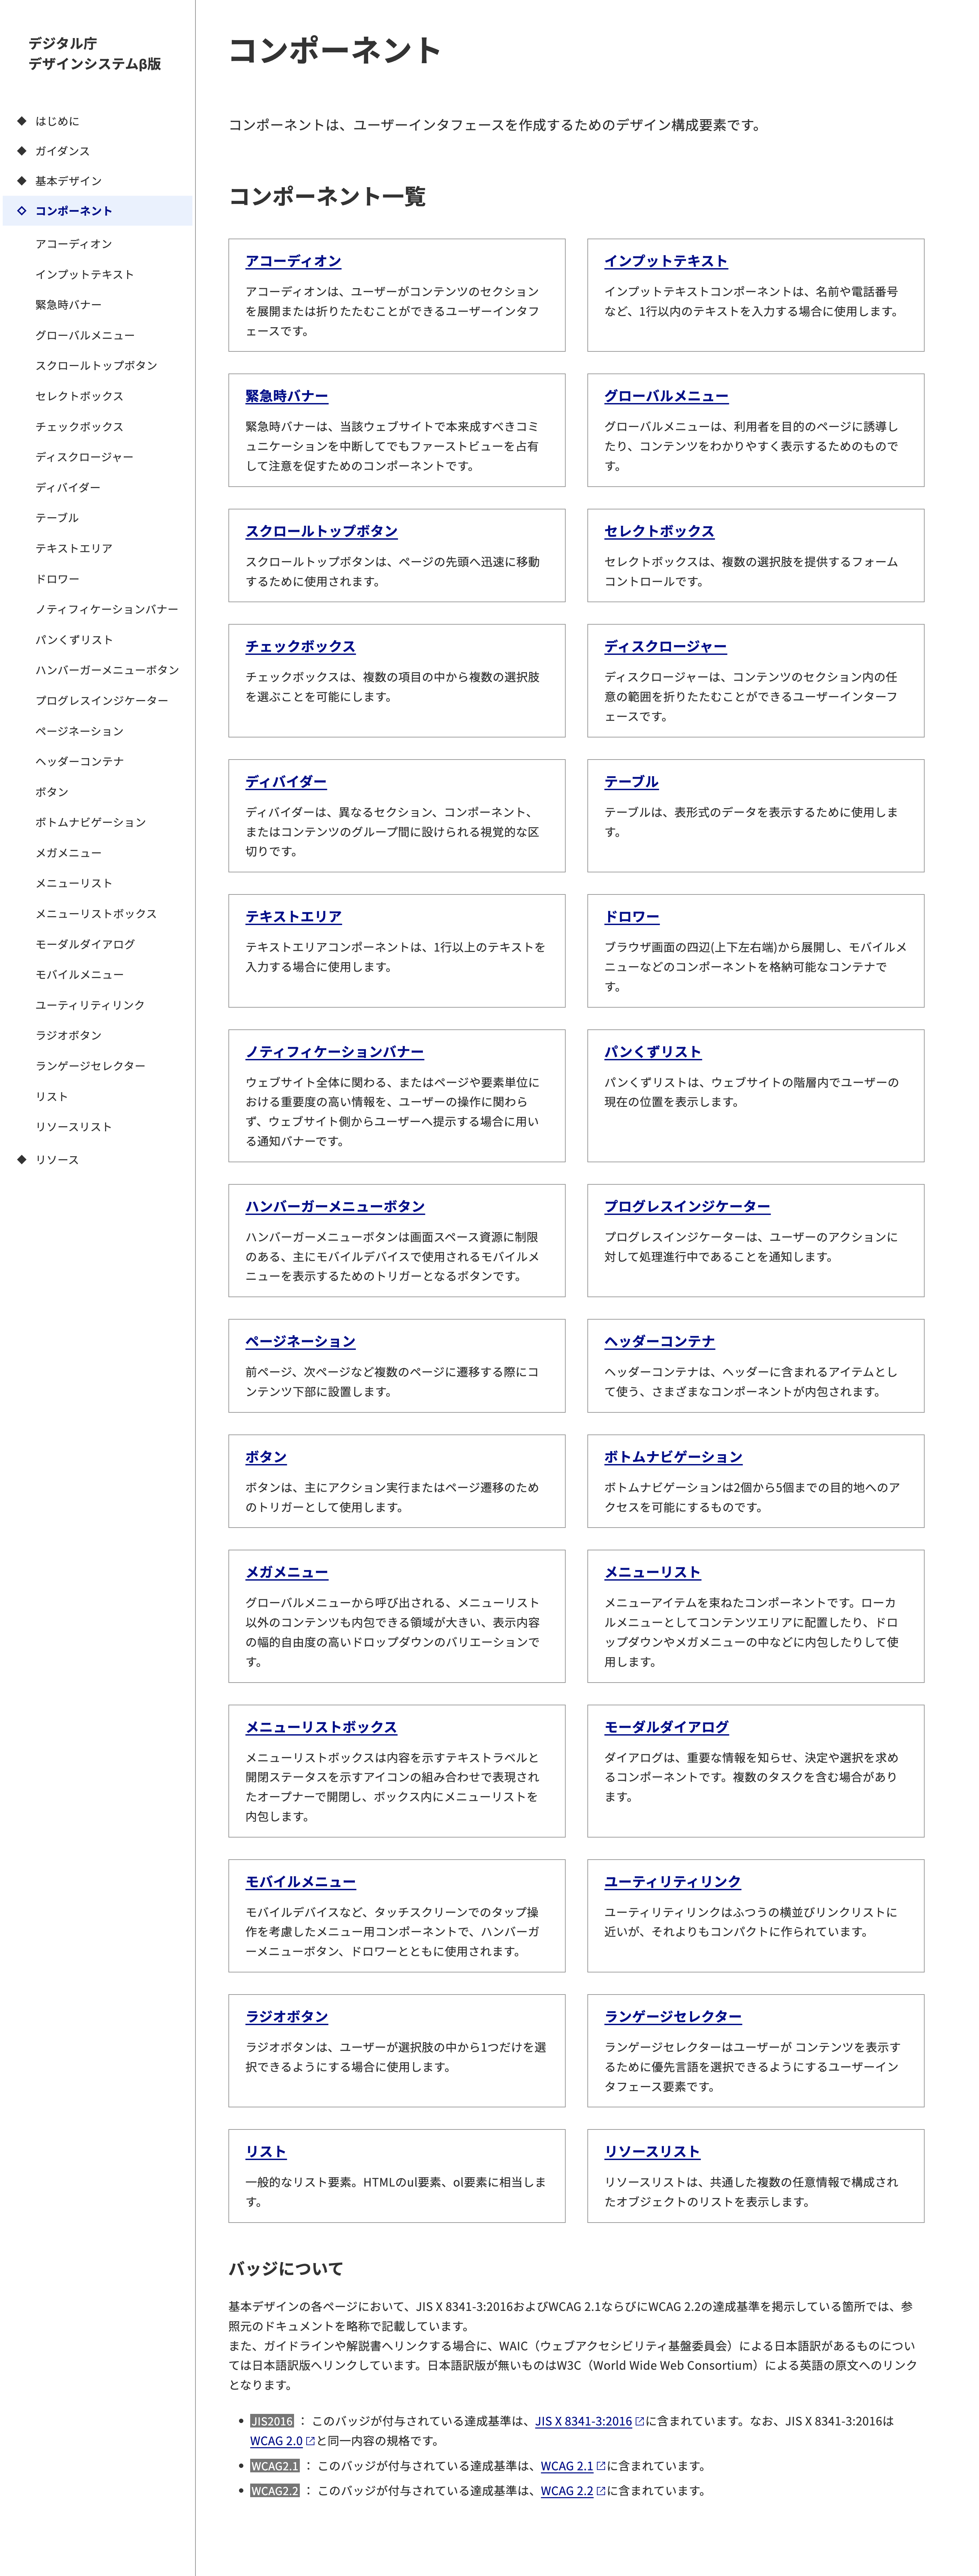 デジタル庁
デザインシステムβ版
はじめに
ガイダンス
基本デザイン
コンポーネント
アコーディオン
インプットテキスト
緊急時バナー
グローバルメニュー
スクロールトップボタン
セレクトボックス
チェックボックス
ディスクロージャー
ディバイダー
テーブル
テキストエリア
ドロワー
ノティフィケーションバナー
パンくずリスト
ハンバーガーメニューボタン
プログレスインジケーター
ページネーション
ヘッダーコンテナ
ボタン
ボトムナビゲーション
メガメニュー
メニューリスト
メニューリストボックス
モーダルダイアログ
モバイルメニュー
ユーティリティリンク
ラジオボタン
ランゲージセレクター
リスト
リソースリスト
リソース
コンポーネント
コンポーネントは、ユーザーインタフェースを作成するためのデザイン構成要素です。
コンポーネント一覧
アコーディオン
アコーディオンは、ユーザーがコンテンツのセクション
を展開または折りたたむことができるユーザーインタフ
ェースです。
インプットテキスト
インプットテキストコンポーネントは、名前や電話番号
など、1行以内のテキストを入力する場合に使用します。
緊急時バナー
緊急時バナーは、当該ウェブサイトで本来成すべきコミ
ュニケーションを中断してでもファーストビューを占有
して注意を促すためのコンポーネントです。
グローバルメニュー
グローバルメニューは、利用者を目的のページに誘導し
たり、コンテンツをわかりやすく表示するためのもので
す。
スクロールトップボタン
スクロールトップボタンは、ページの先頭へ迅速に移動
するために使用されます。
セレクトボックス
セレクトボックスは、複数の選択肢を提供するフォーム
コントロールです。
チェックボックス
チェックボックスは、複数の項目の中から複数の選択肢
を選ぶことを可能にします。
ディスクロージャー
ディスクロージャーは、コンテンツのセクション内の任
意の範囲を折りたたむことができるユーザーインターフ
ェースです。
ディバイダー
ディバイダーは、異なるセクション、コンポーネント、
またはコンテンツのグループ間に設けられる視覚的な区
切りです。
テーブル
テーブルは、表形式のデータを表示するために使用しま
す。
テキストエリア
テキストエリアコンポーネントは、1行以上のテキストを
入力する場合に使用します。
ドロワー
ブラウザ画面の四辺(上下左右端)から展開し、モバイルメ
ニューなどのコンポーネントを格納可能なコンテナで
す。
ノティフィケーションバナー
ウェブサイト全体に関わる、またはページや要素単位に
おける重要度の高い情報を、ユーザーの操作に関わら
ず、ウェブサイト側からユーザーへ提示する場合に用い
る通知バナーです。
パンくずリスト
パンくずリストは、ウェブサイトの階層内でユーザーの
現在の位置を表示します。
ハンバーガーメニューボタン
ハンバーガーメニューボタンは画面スペース資源に制限
のある、主にモバイルデバイスで使用されるモバイルメ
ニューを表示するためのトリガーとなるボタンです。
プログレスインジケーター
プログレスインジケーターは、ユーザーのアクションに
対して処理進行中であることを通知します。
ページネーション
前ページ、次ページなど複数のページに遷移する際にコ
ンテンツ下部に設置します。
ヘッダーコンテナ
ヘッダーコンテナは、ヘッダーに含まれるアイテムとし
て使う、さまざまなコンポーネントが内包されます。
ボタン
ボタンは、主にアクション実行またはページ遷移のため
のトリガーとして使用します。
ボトムナビゲーション
ボトムナビゲーションは2個から5個までの目的地へのア
クセスを可能にするものです。
メガメニュー
グローバルメニューから呼び出される、メニューリスト
以外のコンテンツも内包できる領域が大きい、表示内容
の幅的自由度の高いドロップダウンのバリエーションで
す。
メニューリスト
メニューアイテムを束ねたコンポーネントです。ローカ
ルメニューとしてコンテンツエリアに配置したり、ドロ
ップダウンやメガメニューの中などに内包したりして使
用します。
メニューリストボックス
メニューリストボックスは内容を示すテキストラベルと
開閉ステータスを示すアイコンの組み合わせで表現され
たオープナーで開閉し、ボックス内にメニューリストを
内包します。
モーダルダイアログ
ダイアログは、重要な情報を知らせ、決定や選択を求め
るコンポーネントです。複数のタスクを含む場合があり
ます。
モバイルメニュー
モバイルデバイスなど、タッチスクリーンでのタップ操
作を考慮したメニュー用コンポーネントで、ハンバーガ
ーメニューボタン、ドロワーとともに使用されます。
ユーティリティリンク
ユーティリティリンクはふつうの横並びリンクリストに
近いが、それよりもコンパクトに作られています。
ラジオボタン
ラジオボタンは、ユーザーが選択肢の中から1つだけを選
択できるようにする場合に使用します。
ランゲージセレクター
ランゲージセレクターはユーザーが コンテンツを表示す
るために優先言語を選択できるようにするユーザーイン
タフェース要素です。
リスト
一般的なリスト要素。HTMLのul要素、ol要素に相当しま
す。
リソースリスト
リソースリストは、共通した複数の任意情報で構成され
たオブジェクトのリストを表示します。
バッジについて
基本デザインの各ページにおいて、JIS X 8341-3:2016およびWCAG 2.1ならびにWCAG 2.2の達成基準を掲示している箇所では、参
照元のドキュメントを略称で記載しています。
また、ガイドラインや解説書へリンクする場合に、WAIC（ウェブアクセシビリティ基盤委員会）による日本語訳があるものについ
ては日本語訳版へリンクしています。日本語訳版が無いものはW3C（World Wide Web Consortium）による英語の原文へのリンク
となります。
JIS2016 ： このバッジが付与されている達成基準は、JIS X 8341-3:2016 に含まれています。なお、JIS X 8341-3:2016は
WCAG 2.0 と同一内容の規格です。
WCAG2.1 ： このバッジが付与されている達成基準は、WCAG 2.1 に含まれています。
WCAG2.2 ： このバッジが付与されている達成基準は、WCAG 2.2 に含まれています。